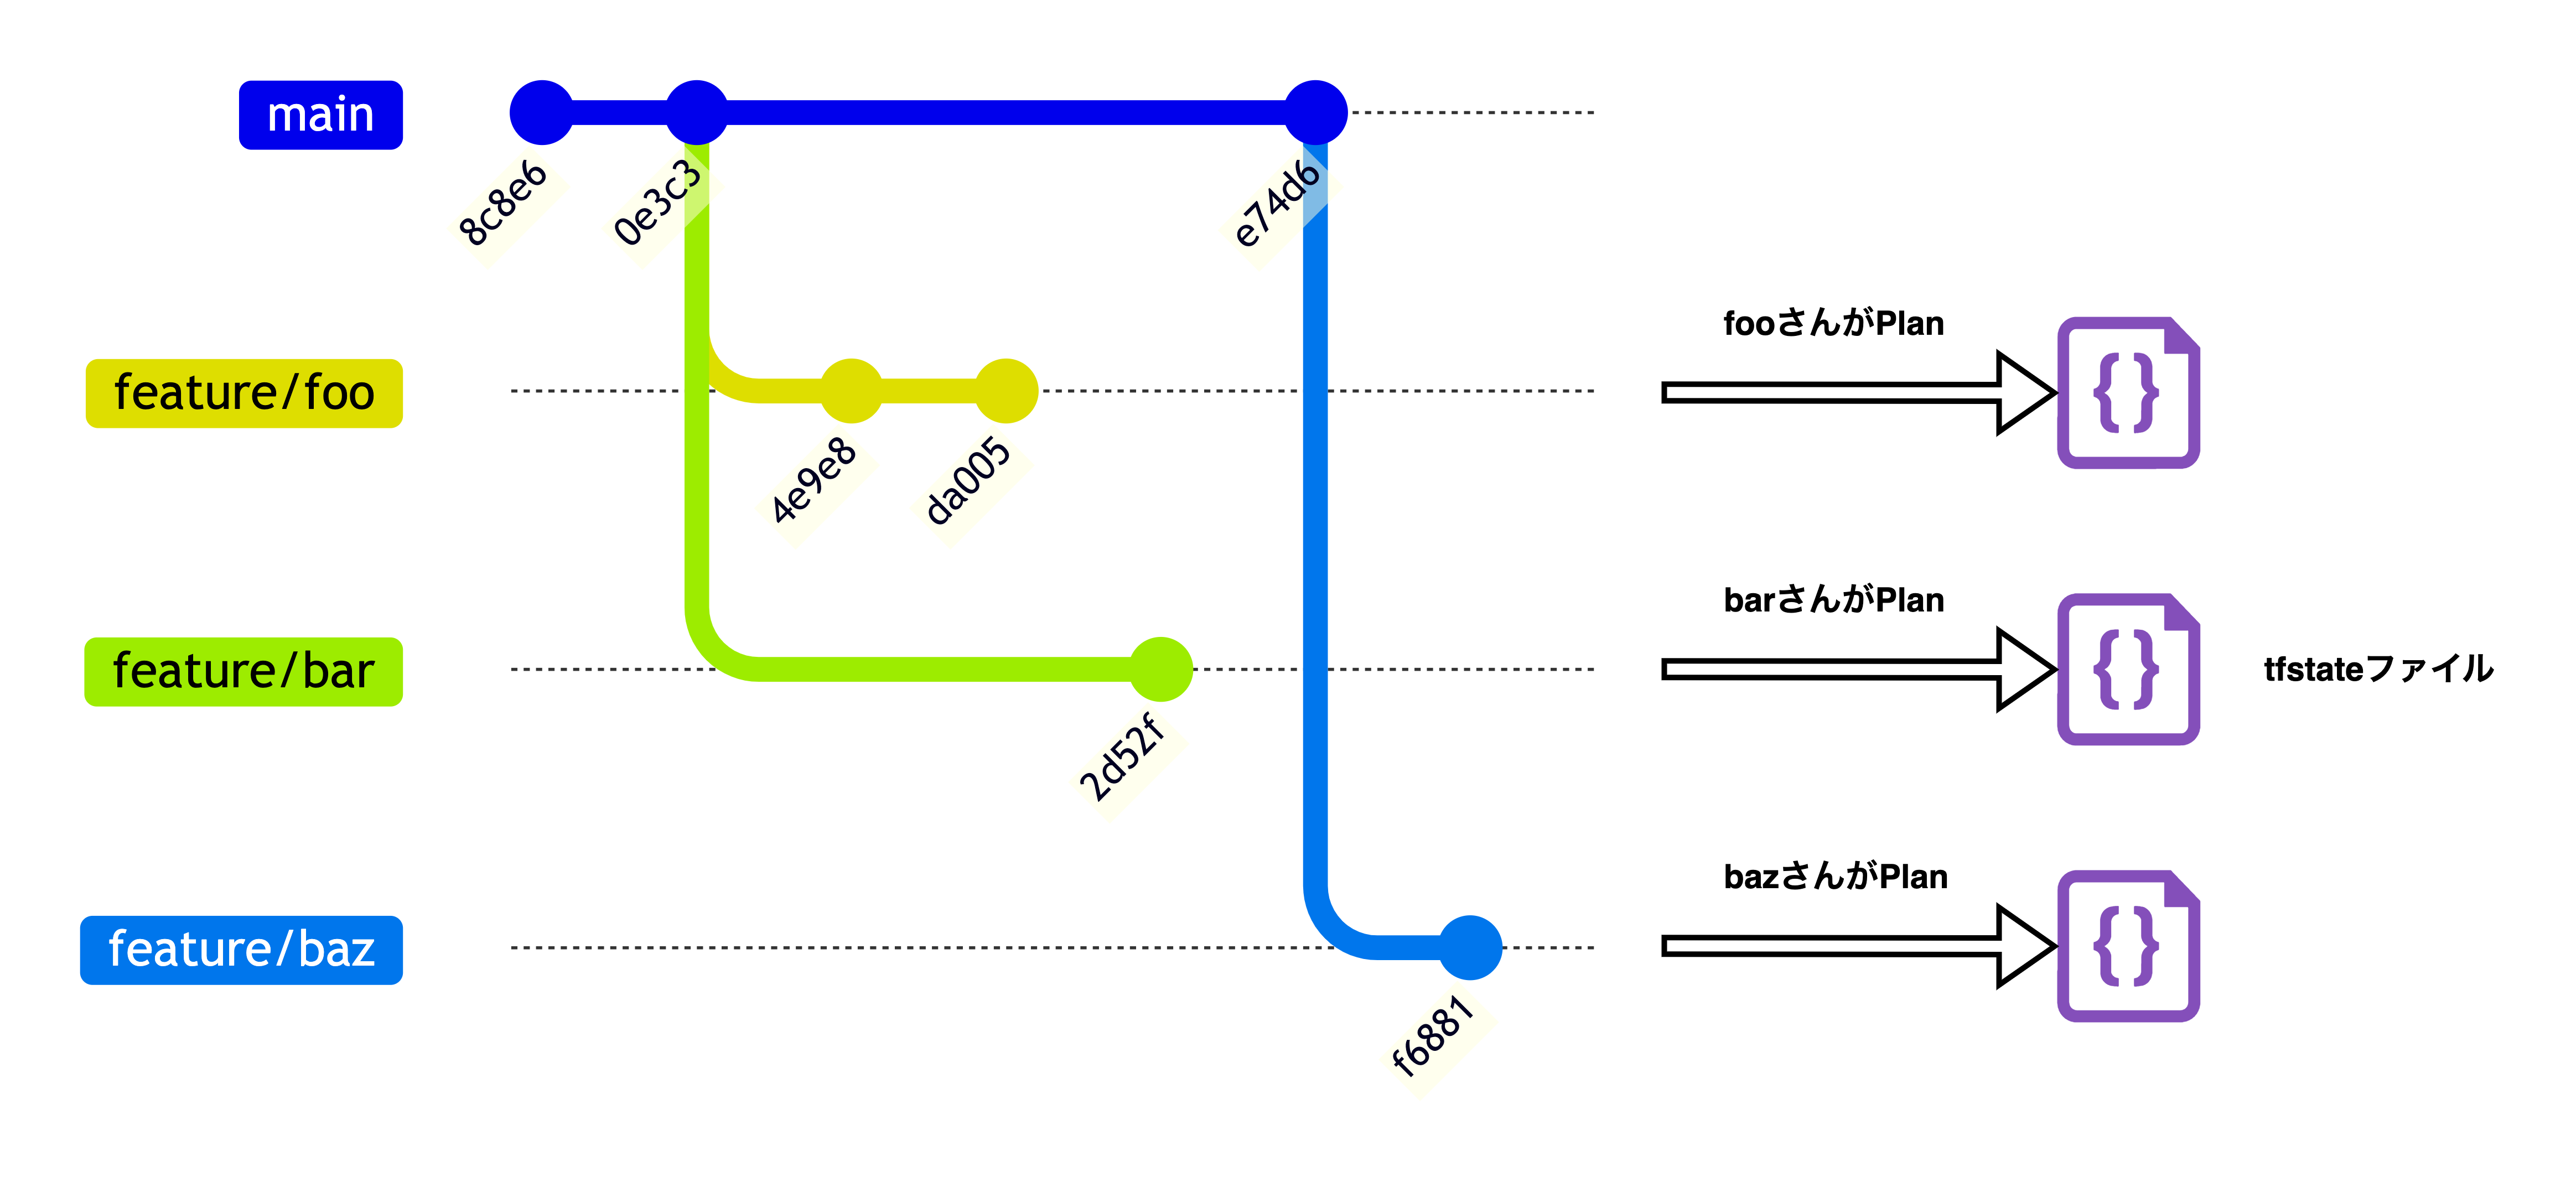 main
8c8e6
0e3c3
e74d6
fooさんがPlan
{}
feature/foo
4e9e8
da005
barさんがPlan
{}
feature/bar
tfstateファイル
2d52f
bazさんがPlan
{}
feature/baz
f6881